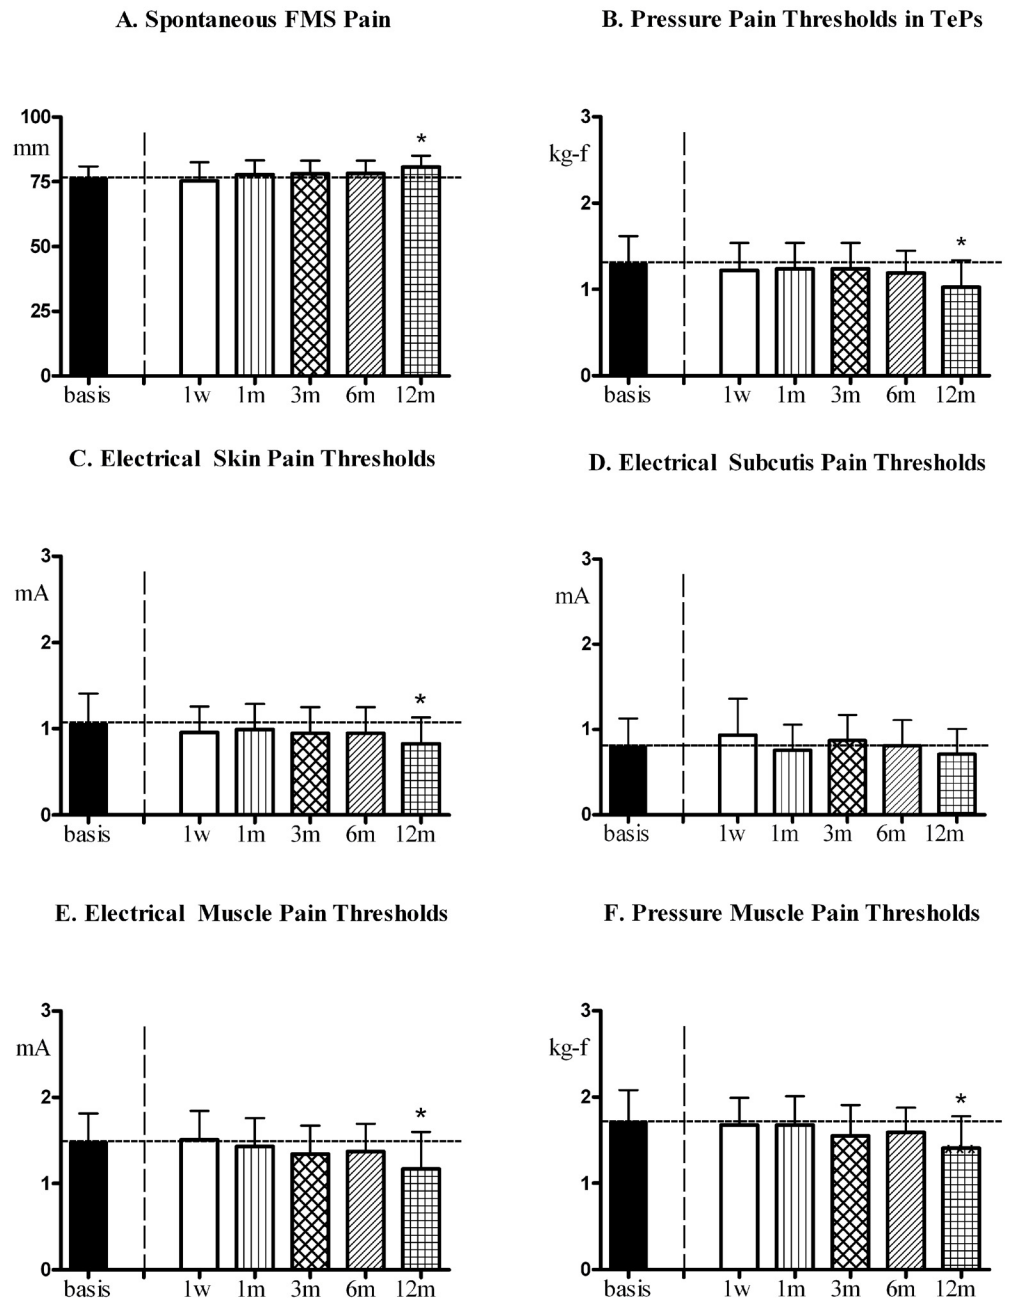 A. Spontaneous FMS Pain
100
mm
75
50
25
0
*
basis 1w 1m 3m 6m 12m
B. Pressure Pain Thresholds in TePs
3
kg-f
2
1
0
*
basis 1w 1m 3m 6m 12m
C. Electrical Skin Pain Thresholds
3
mA
2
1
0
*
basis 1w 1m 3m 6m 12m
D. Electrical Subcutis Pain Thresholds
3
mA
2
1
0
basis 1w 1m 3m 6m 12m
E. Electrical Muscle Pain Thresholds
3
mA
2
1
0
*
basis 1w 1m 3m 6m 12m
F. Pressure Muscle Pain Thresholds
3
kg-f
2
1
0
*
***
basis 1w 1m 3m 6m 12m